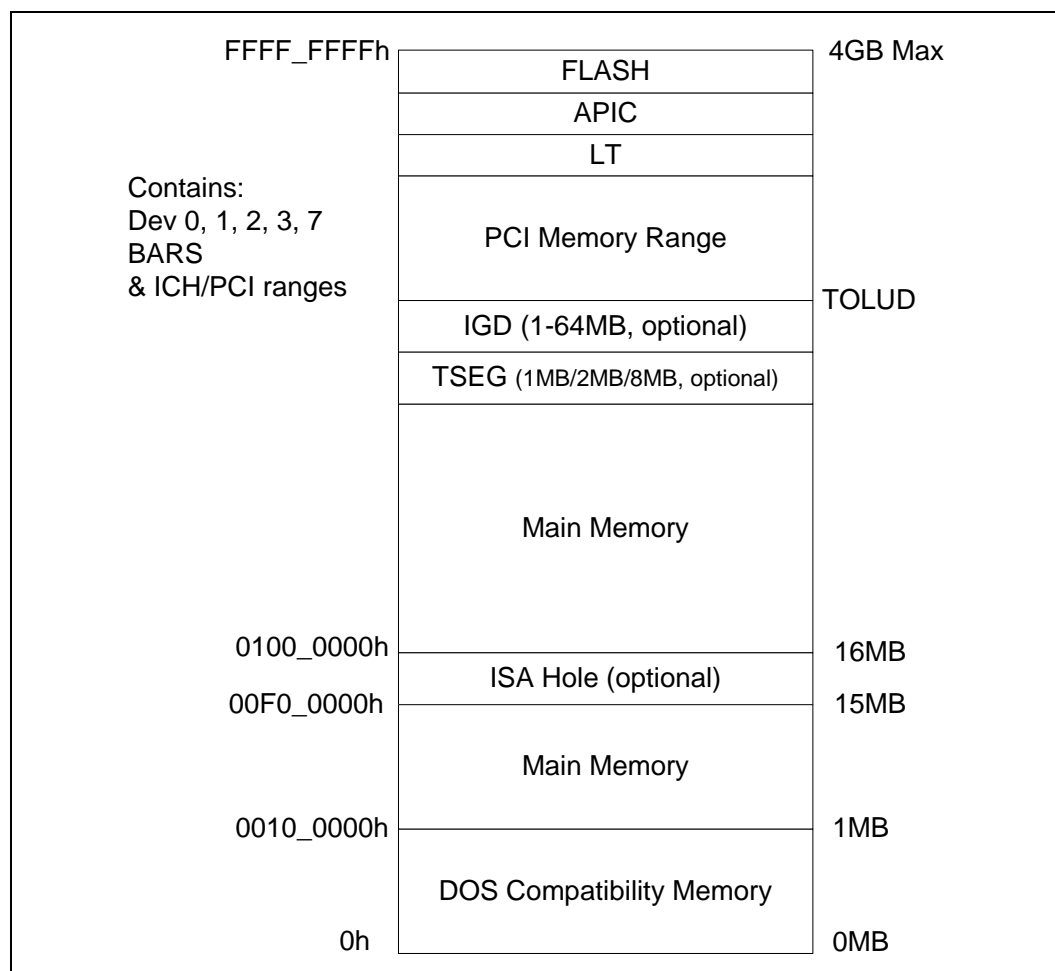 FFFF_FFFFh
4GB Max
FLASH
APIC
LT
Contains:
Dev 0, 1, 2, 3, 7
BARS
& ICH/PCI ranges
PCI Memory Range
TOLUD
IGD (1-64MB, optional)
TSEG (1MB/2MB/8MB, optional)
Main Memory
0100_0000h
16MB
ISA Hole (optional)
00F0_0000h
15MB
Main Memory
0010_0000h
1MB
DOS Compatibility Memory
0h
0MB